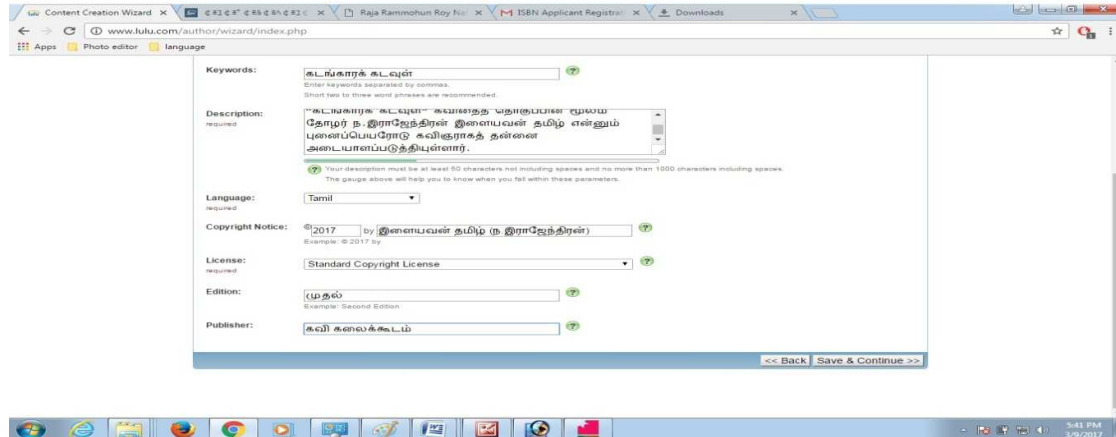 Content Creation Wizard
Raja Rammohun Roy Nat
ISBN Applicant Registrat
Downloads
www.lulu.com/author/wizard/index.php
Apps Photo editor language
Keywords:
கடங்காரக் கடவுள்
Enter keywords separated by commas.
Short two to three word phrases are recommended.
Description:
required
"கடங்காரக் கடவுள்" கவிதைத் தொகுப்பின் மூலம்
தோழர் ந.இராஜேந்திரன் இளையவன் தமிழ் என்னும்
புனைப்பெயரோடு கவிஞராகத் தன்னை
அடையாளப்படுத்தியுள்ளார்.
Your description must be at least 50 characters not including spaces and no more than 1000 characters including spaces.
The gauge above will help you to know when you fall within these parameters.
Language:
required
Tamil
Copyright Notice:
© 2017 by இளையவன் தமிழ் (ந.இராஜேந்திரன்)
Example: © 2017 by
License:
required
Standard Copyright License
Edition:
முதல்
Example: Second Edition
Publisher:
கவி கலைக்கூடம்
<< Back Save & Continue >>
5:41 PM
3/9/2017